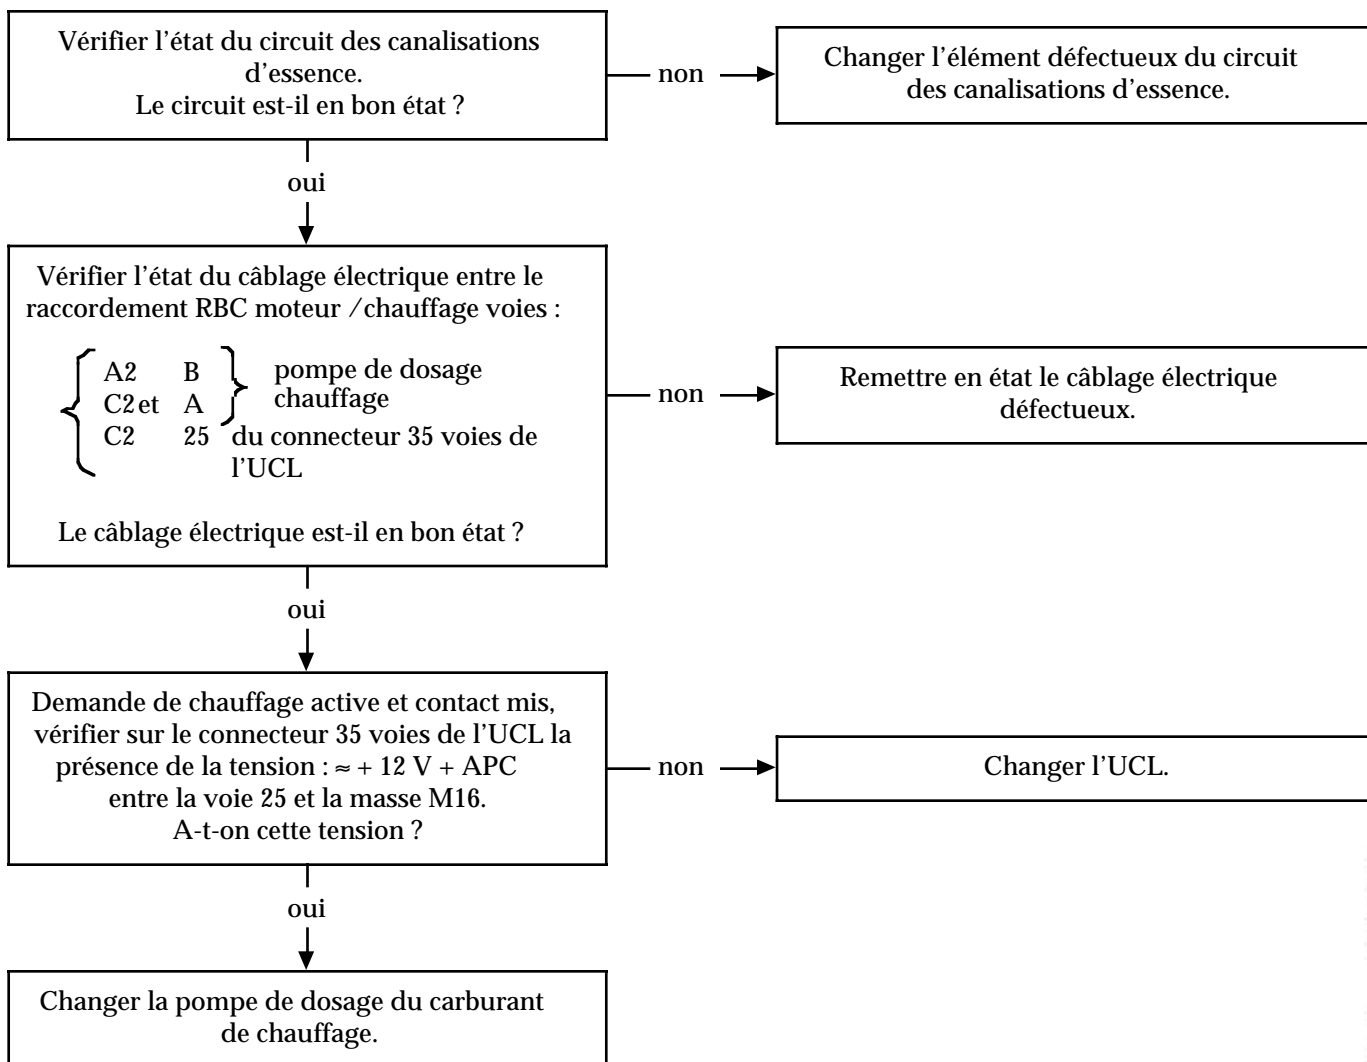 Vérifier l'état du circuit des canalisations
d'essence.
Le circuit est-il en bon état ?
non
Changer l'élément défectueux du circuit
des canalisations d'essence.
oui
Vérifier l'état du câblage électrique entre le
raccordement RBC moteur /chauffage voies :
A2 B pompe de dosage
C2 et A chauffage
C2 25 du connecteur 35 voies de
l'UCL
Le câblage électrique est-il en bon état ?
non
Remettre en état le câblage électrique
défectueux.
oui
Demande de chauffage active et contact mis,
vérifier sur le connecteur 35 voies de l'UCL la
présence de la tension : ≈ + 12 V + APC
entre la voie 25 et la masse M16.
A-t-on cette tension ?
non
Changer l'UCL.
oui
Changer la pompe de dosage du carburant
de chauffage.